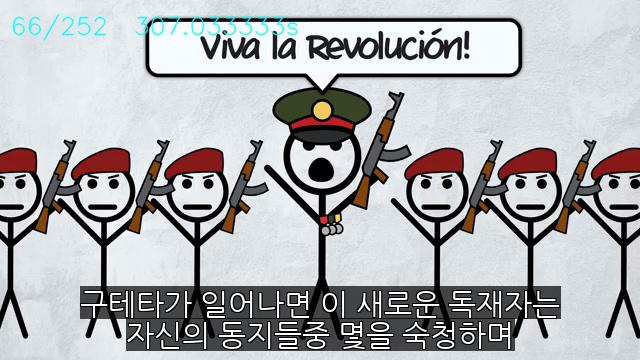 66/252 307.033333s
Viva la Revolución!
구테타가 일어나면 이 새로운 독재자는
자신의 동지들중 몇을 숙청하며